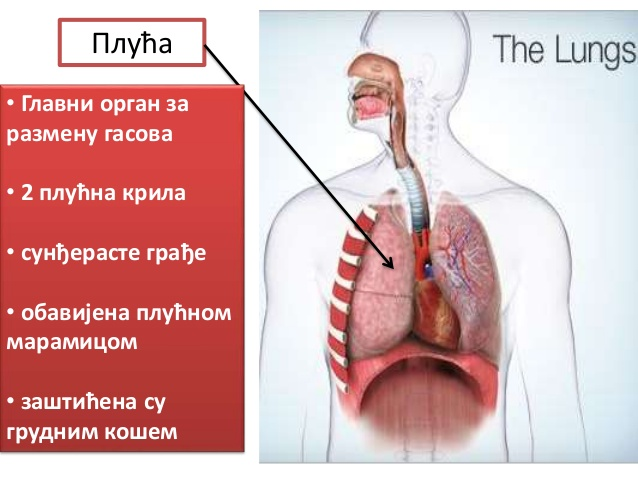 Плућа
The Lungs
• Главни орган за
размену гасова
• 2 плућна крила
• сунђерасте грађе
• обавијена плућном
марамицом
• заштићена су
грудним кошем